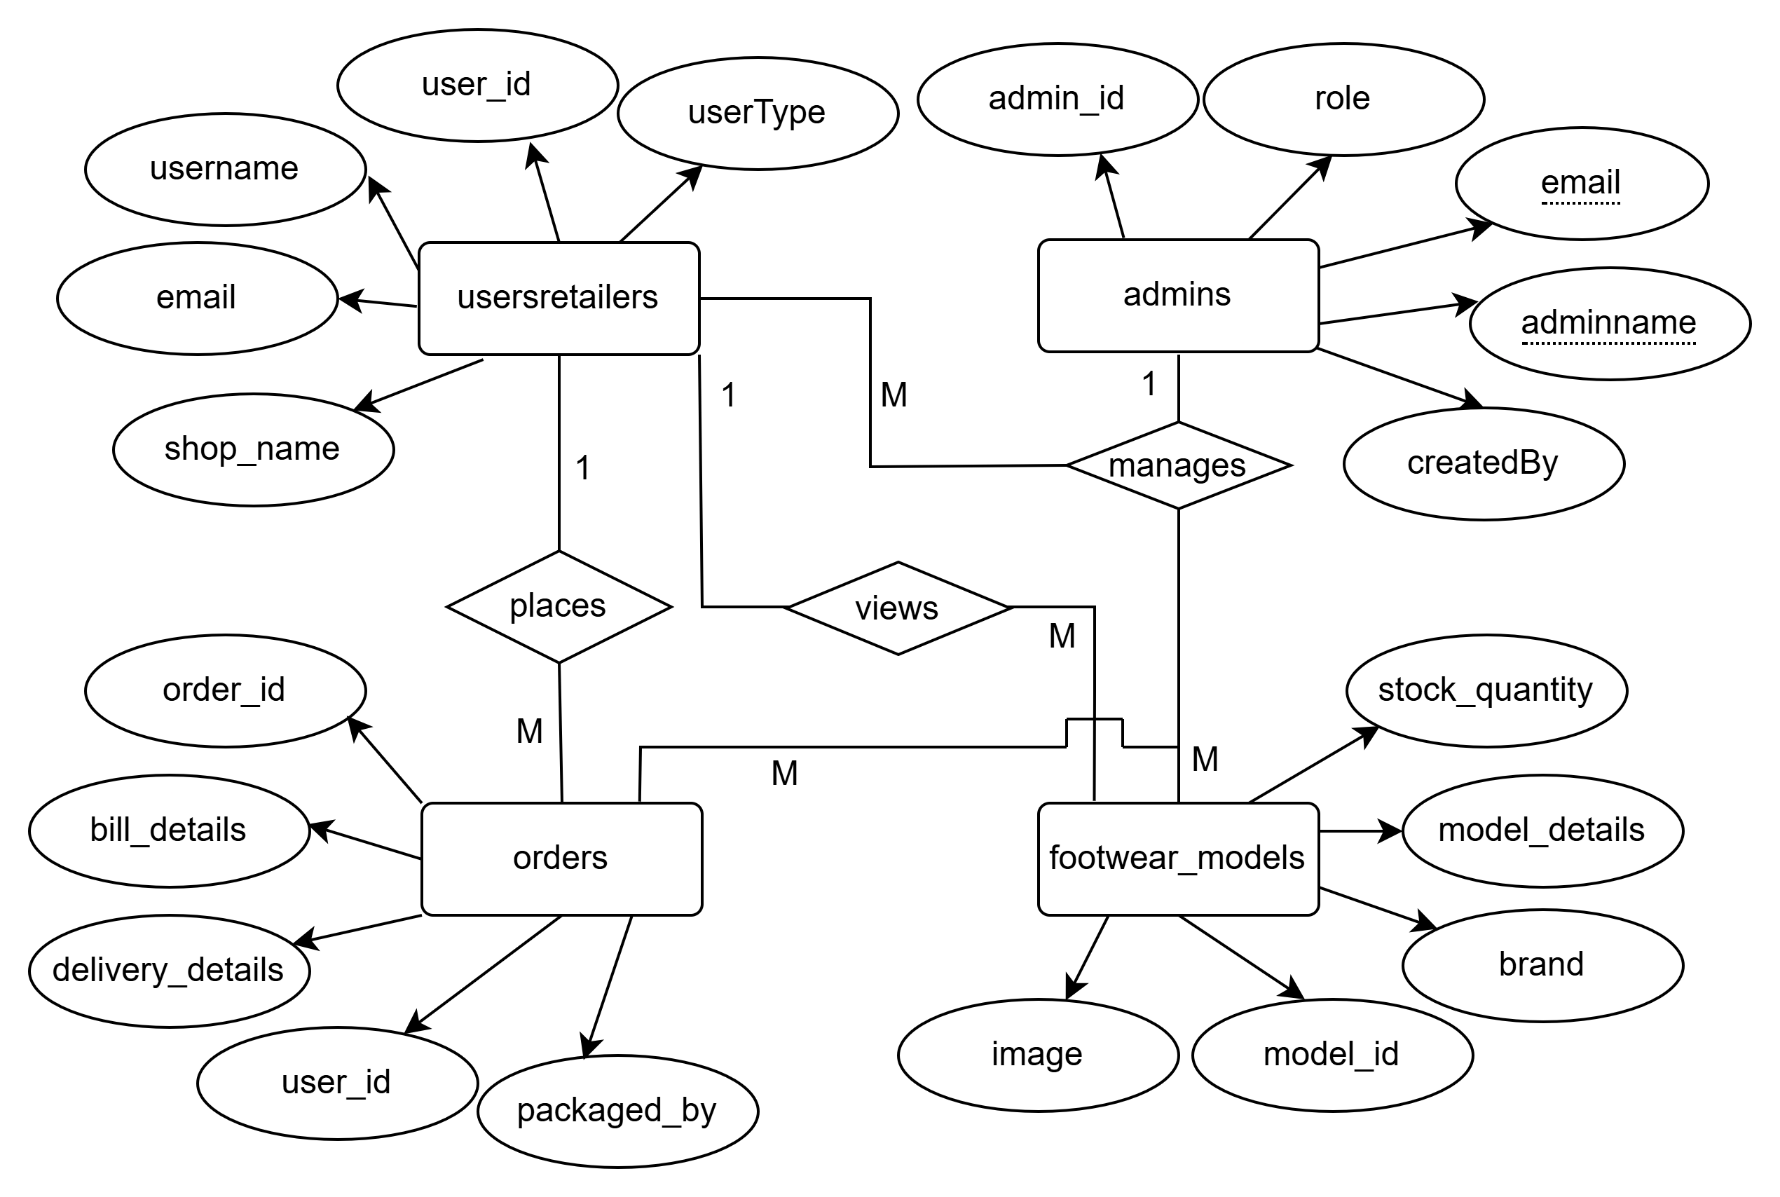 user_id
userType
admin_id
role
username
email
email
usersretailers
admins
adminname
shop_name
1
M
1
manages
createdBy
1
places
views
M
order_id
stock_quantity
M
M
M
bill_details
orders
footwear_models
model_details
delivery_details
brand
user_id
packaged_by
image
model_id